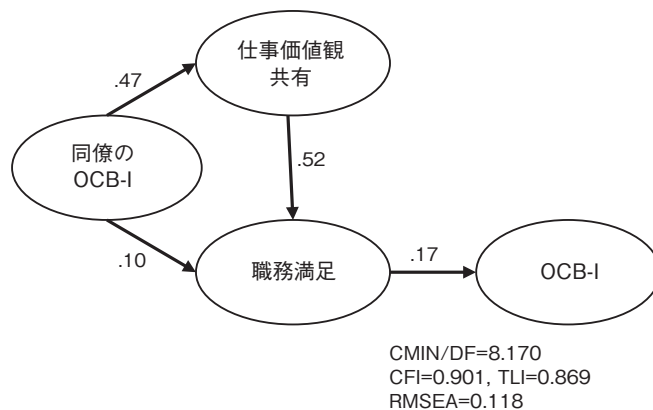 仕事価値観
共有
.47
同僚の
OCB-I
.52
.10
職務満足
.17
OCB-I
CMIN/DF=8.170
CFI=0.901, TLI=0.869
RMSEA=0.118